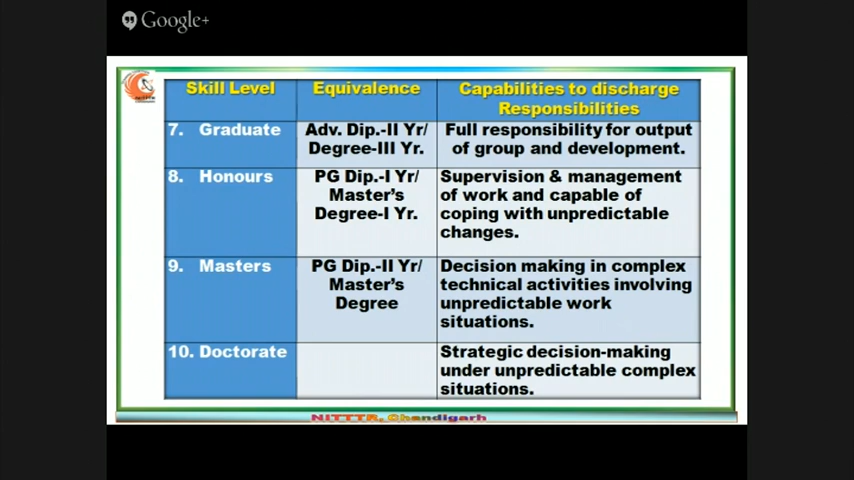 Google+
Skill Level
Equivalence
Capabilities to discharge
Responsibilities
7. Graduate
Adv. Dip.-II Yr/
Degree-III Yr.
Full responsibility for output
of group and development.
8. Honours
PG Dip.-I Yr/
Master's
Degree-I Yr.
Supervision & management
of work and capable of
coping with unpredictable
changes.
9. Masters
PG Dip.-II Yr/
Master's
Degree
Decision making in complex
technical activities involving
unpredictable work
situations.
10. Doctorate
Strategic decision-making
under unpredictable complex
situations.
NITTTR, Chandigarh